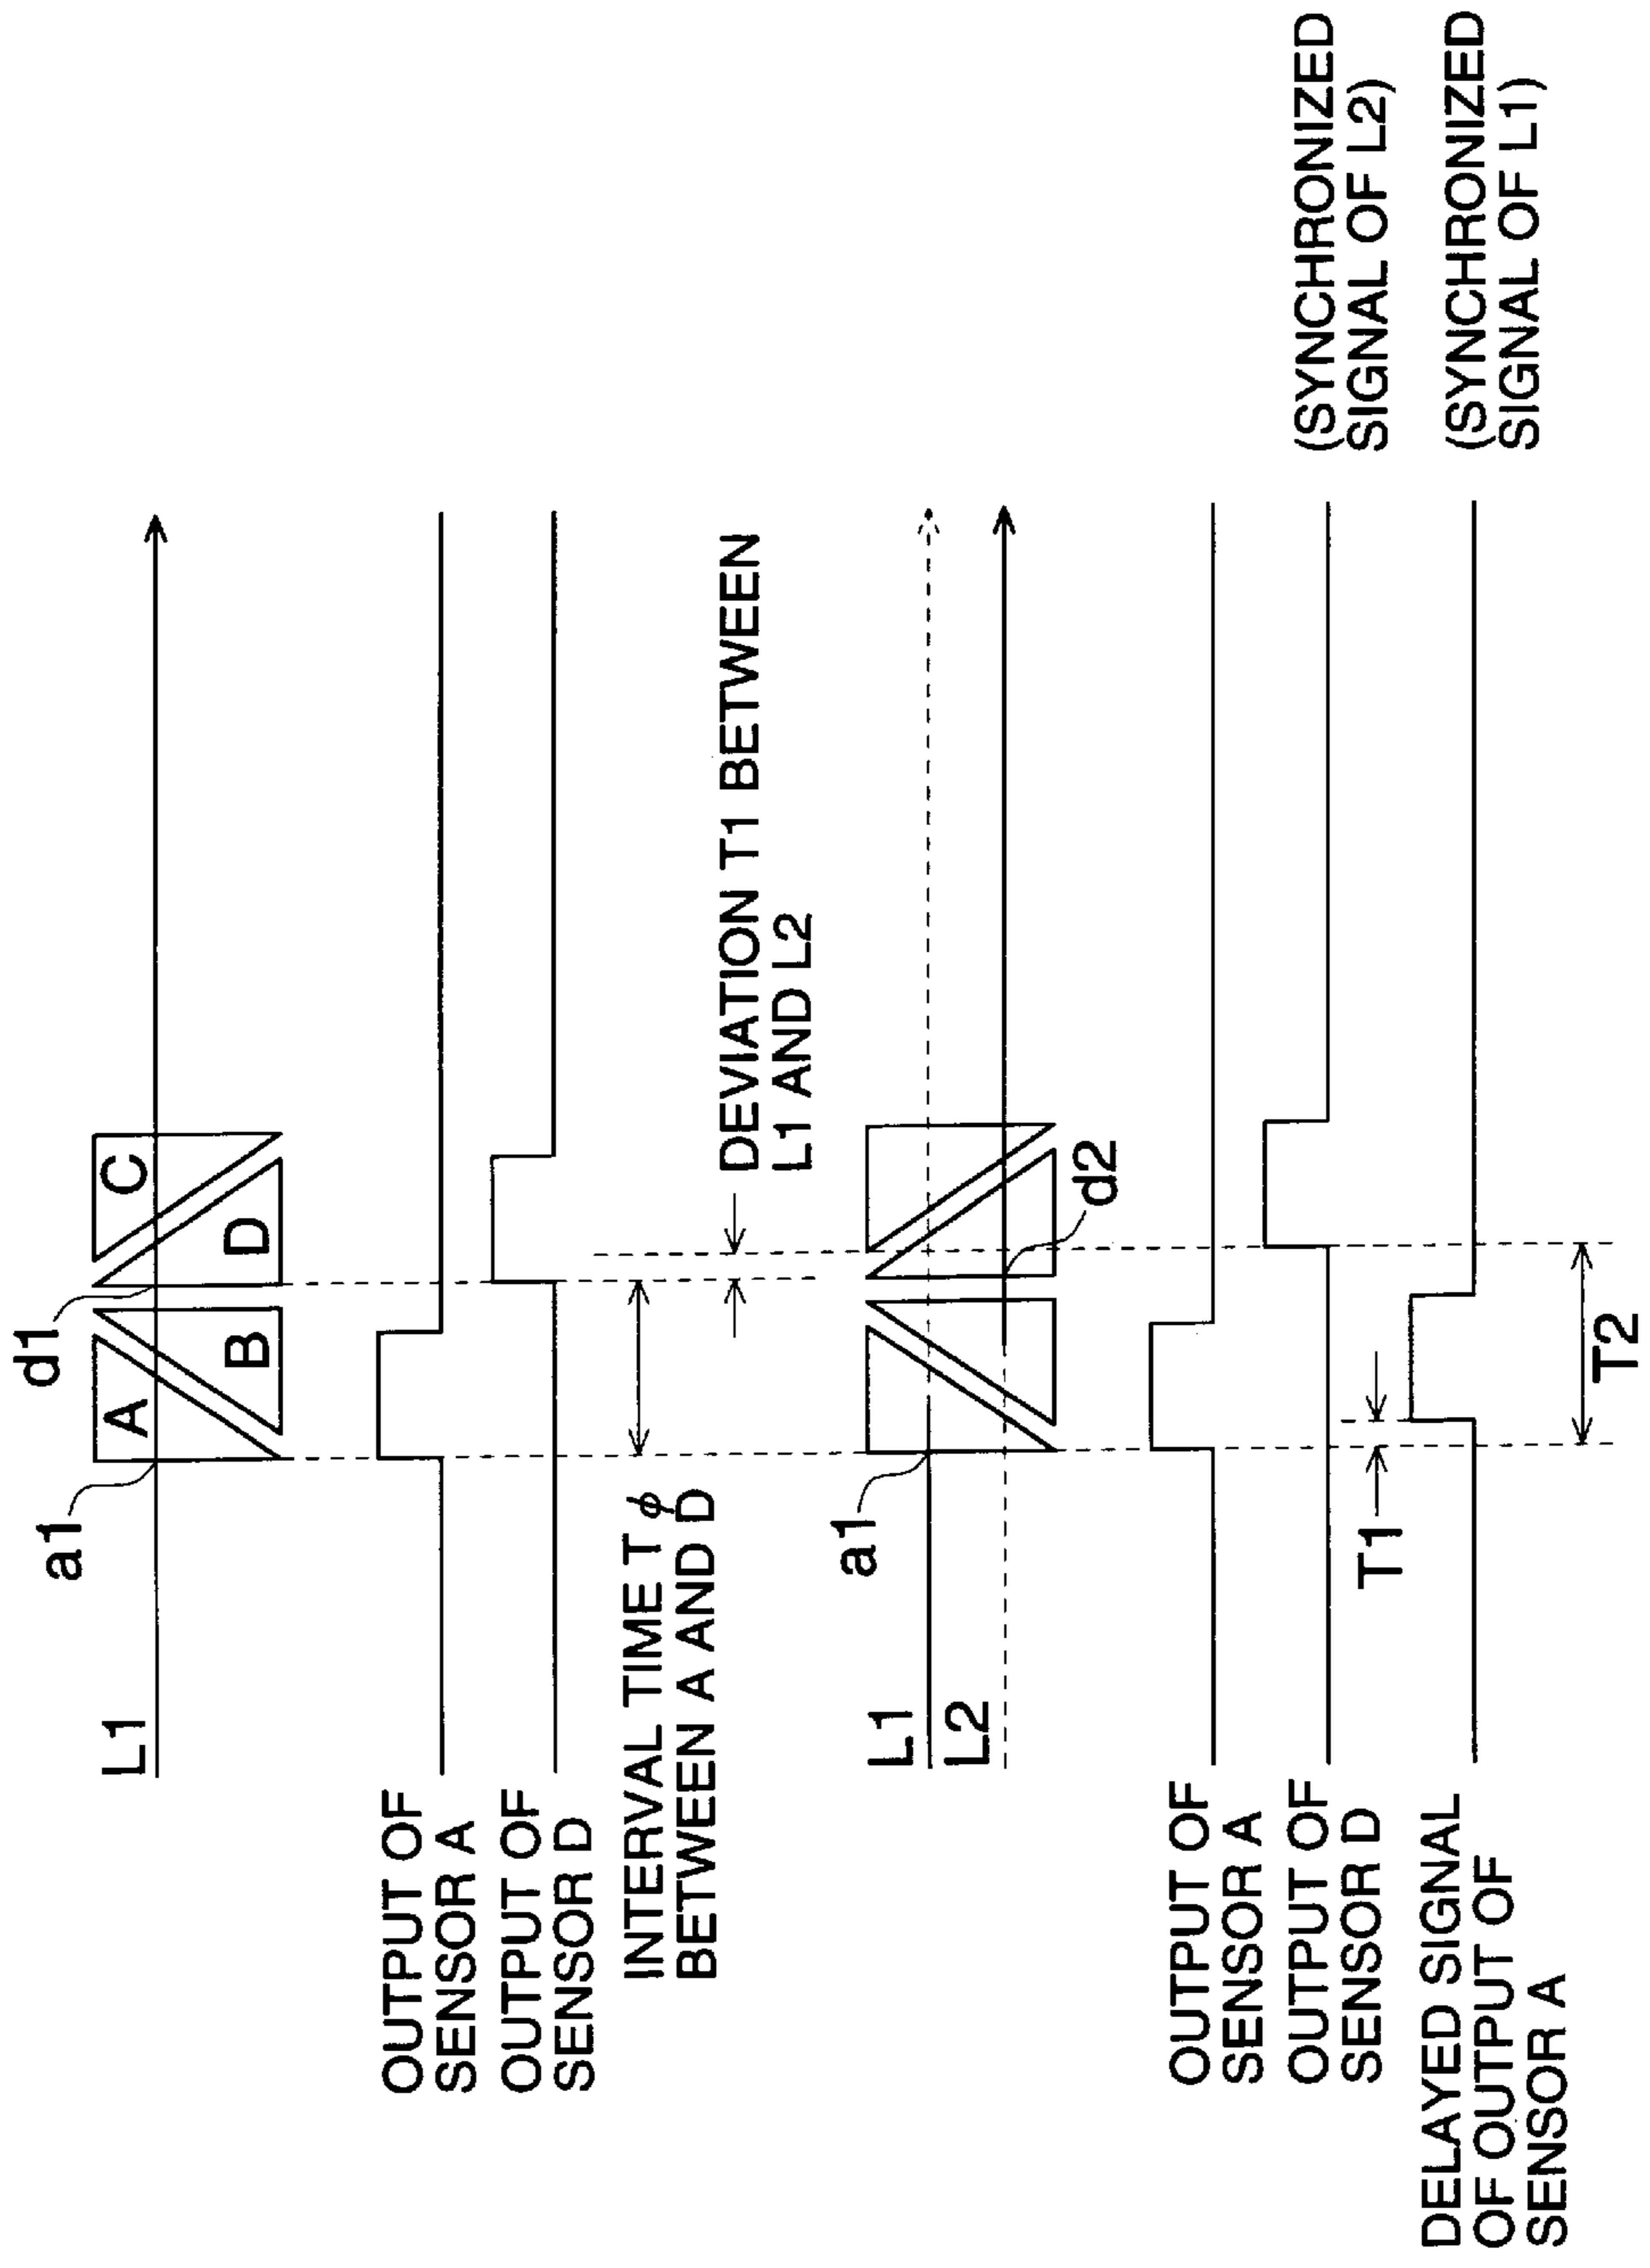 a1
d1
L1
A
B
C
D
OUTPUT OF
SENSOR A
OUTPUT OF
SENSOR D
INTERVAL TIME T ϕ
BETWEEN A AND D
DEVIATION T1 BETWEEN
L1 AND L2
L1
L2
a1
d2
OUTPUT OF
SENSOR A
OUTPUT OF
SENSOR D
(SYNCHRONIZED
SIGNAL OF L2)
T1
DELAYED SIGNAL
OF OUTPUT OF
SENSOR A
(SYNCHRONIZED
SIGNAL OF L1)
T2